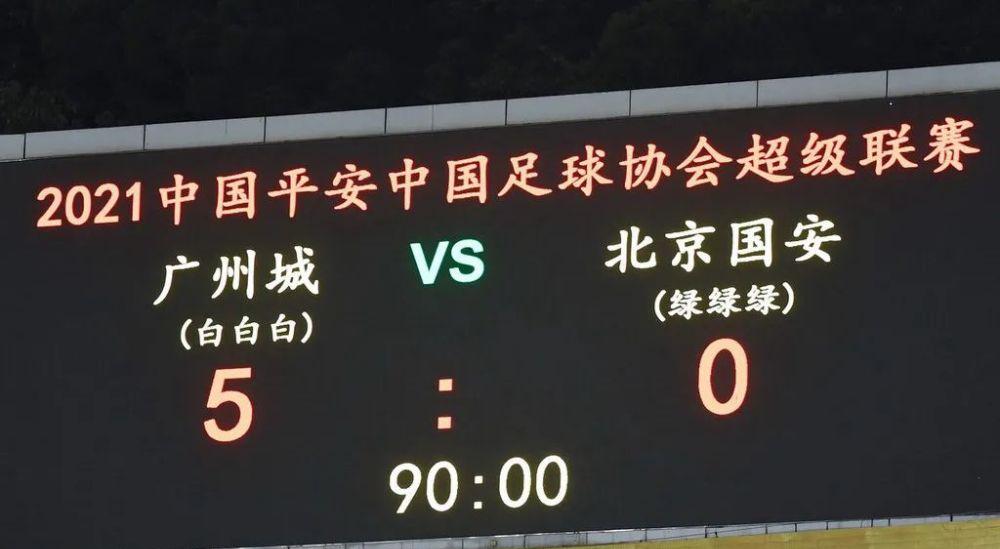 2021中国平安中国足球协会超级联赛
广州城 VS 北京国安
(白白白) (绿绿绿)
5 : 0
90:00